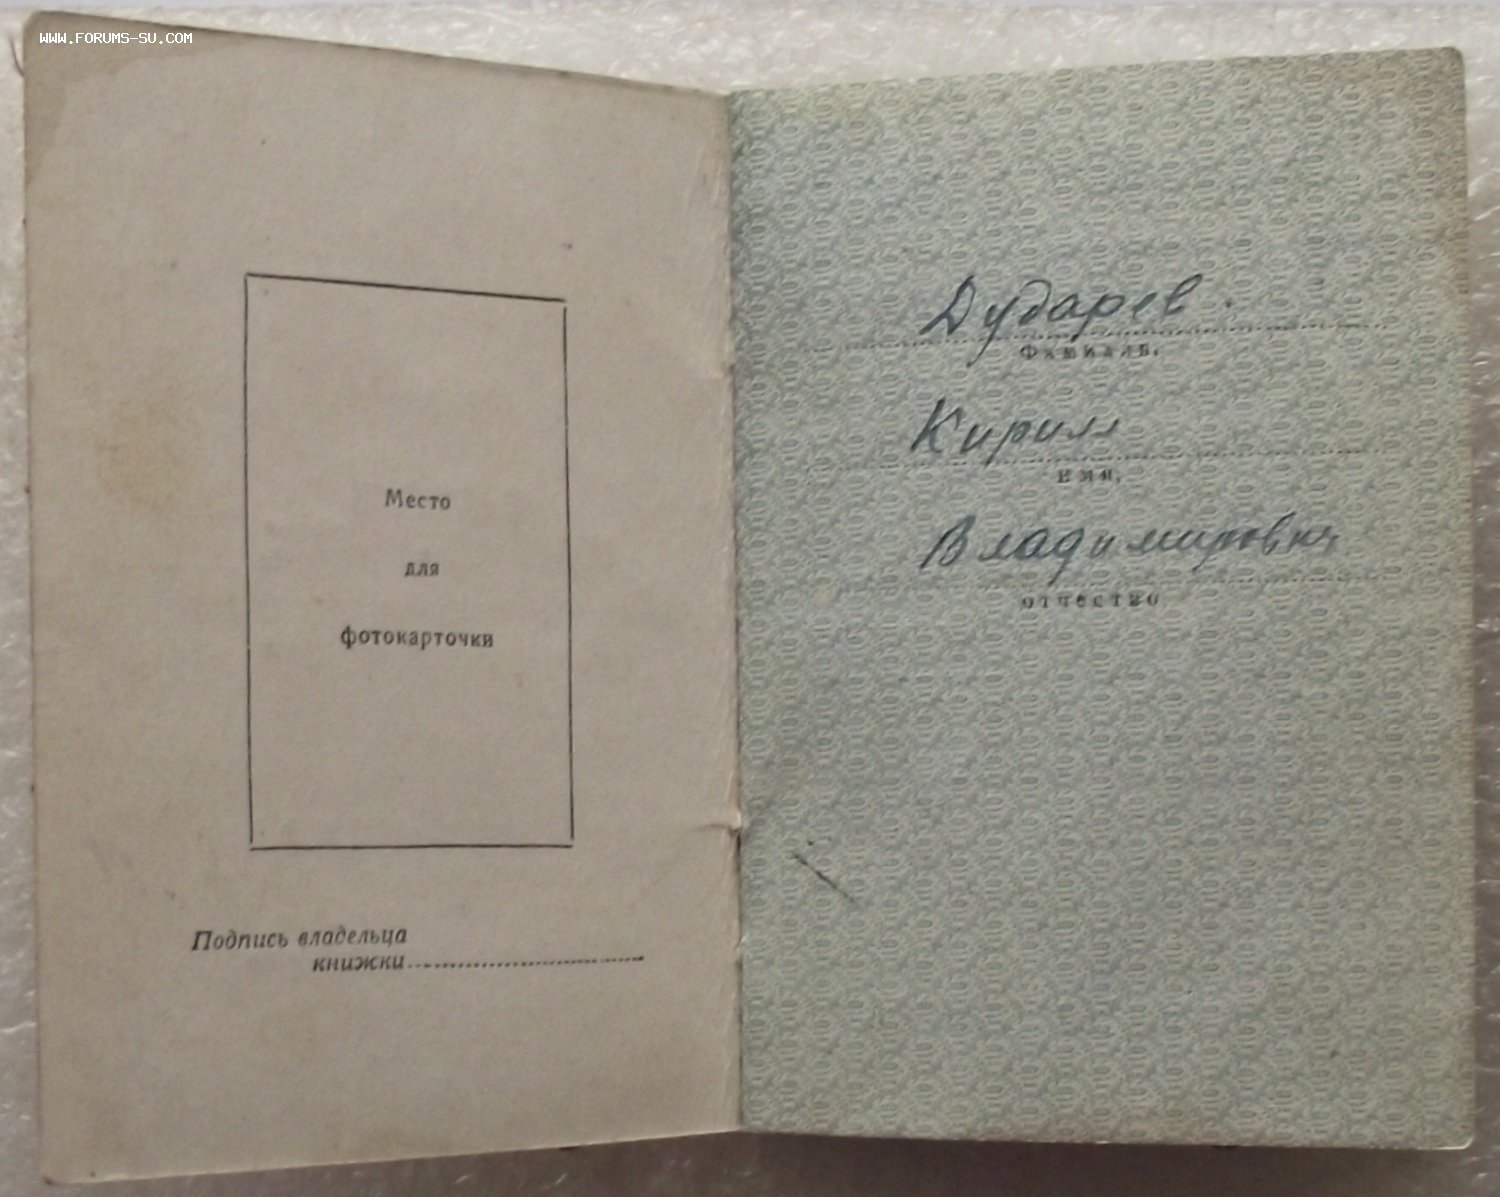 WWW.FORUMS-SU.COM
Место
для
фотокарточки
Подпись владельца
книжки
Дударев
Фамилия,
Кирилл
имя,
Владимирович
отчество